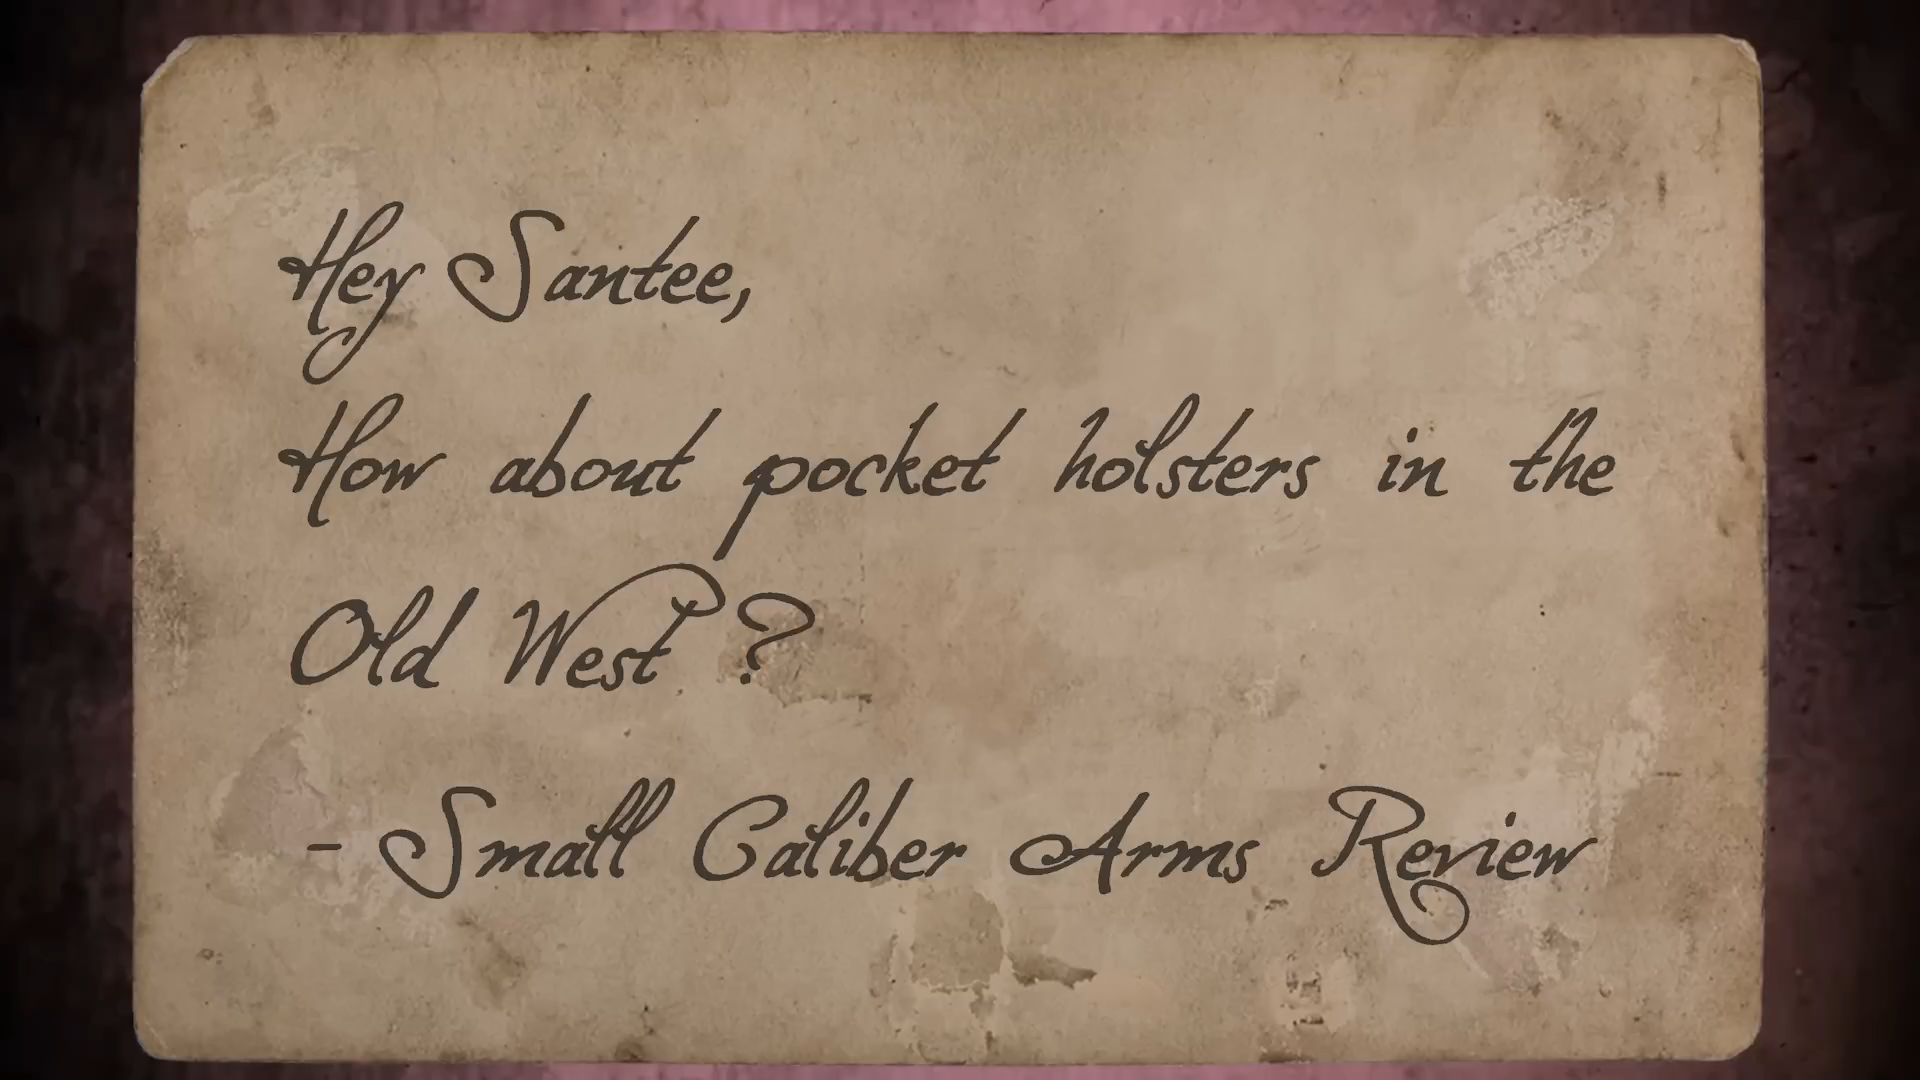 Hey Santee,
How about pocket holsters in the
Old West ?
- Small Caliber Arms Review